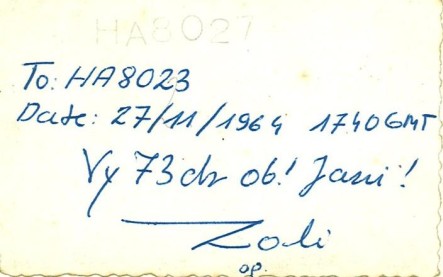 HA8027
To: HA8023
Date: 27/11/1964 1740GMT
Vy 73 dr ob! Jani!
Zoli
op.